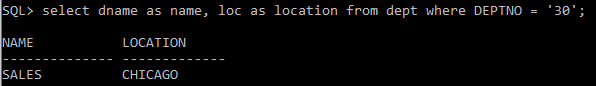 SQL> select dname as name, loc as location from dept where DEPTNO = '30';
NAME           LOCATION
-------------- -------------
SALES          CHICAGO